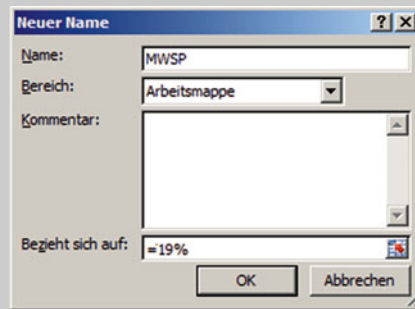 Neuer Name
Name: MWSP
Bereich: Arbeitsmappe
Kommentar:
Bezieht sich auf: =19%
OK Abbrechen